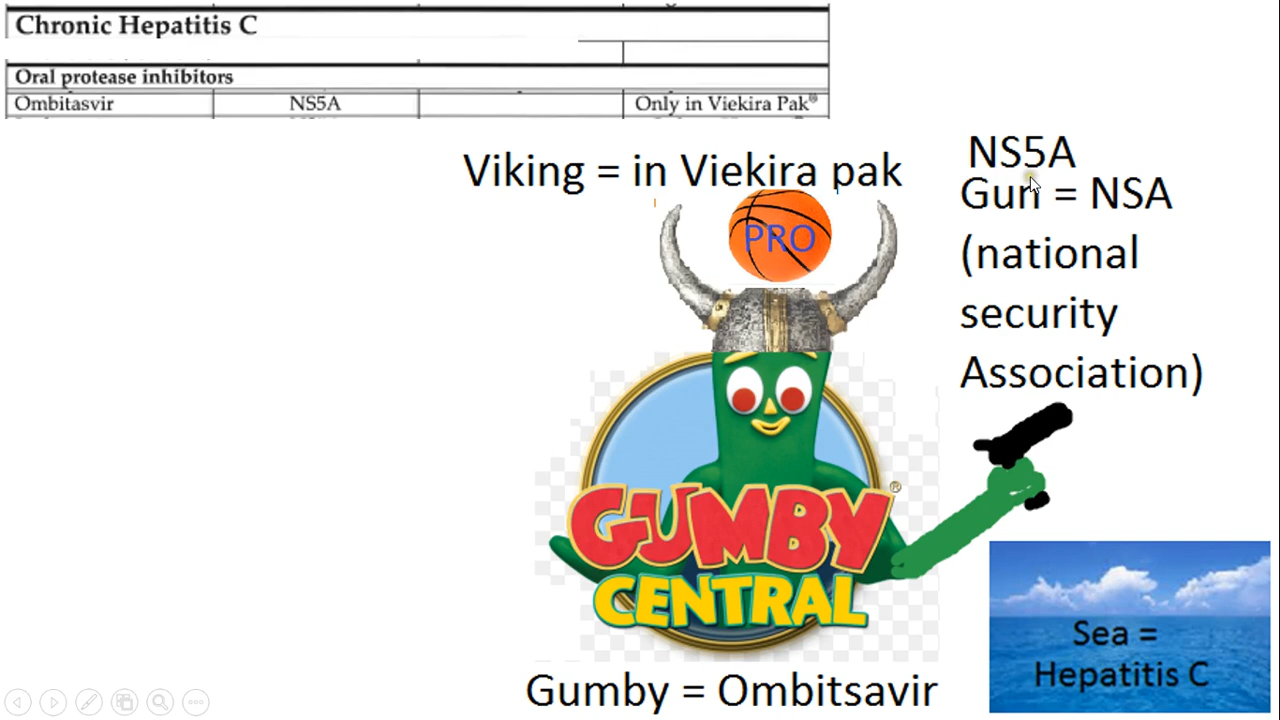 Chronic Hepatitis C
Oral protease inhibitors
Ombitasvir NS5A Only in Viekira Pak®
Viking = in Viekira pak
PRO
NS5A
Gun = NSA
(national
security
Association)
GUMBY
®
CENTRAL
Gumby = Ombitsavir
Sea =
Hepatitis C